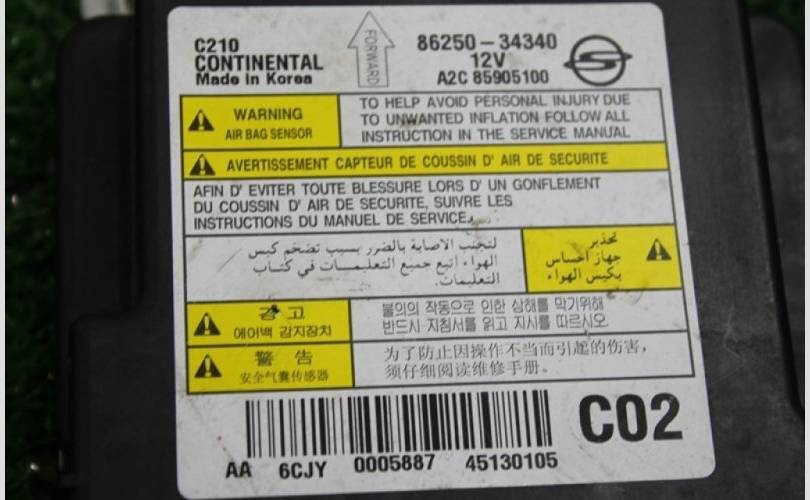 C210
CONTINENTAL
Made in Korea
FORWARD
86250-34340
12V
A2C 85905100
WARNING
AIR BAG SENSOR
TO HELP AVOID PERSONAL INJURY DUE
TO UNWANTED INFLATION FOLLOW ALL
INSTRUCTION IN THE SERVICE MANUAL
AVERTISSEMENT CAPTEUR DE COUSSIN D' AIR DE SECURITE
AFIN D' EVITER TOUTE BLESSURE LORS D' UN GONFLEMENT
DU COUSSIN D' AIR DE SECURITE, SUIVRE LES
INSTRUCTIONS DU MANUEL DE SERVICE.
لتجنب الاصابة بالضرر بسبب تضخم كيس
الهواء اتبع جميع التعليمات في كتاب
التعليمات.
تحذير
جهاز احساس
بكيس الهواء
경 고
에어백 감지장치
불의의 작동으로 인한 상해를 막기위해
반드시 지침서를 읽고 지시를 따르시오
警 告
安全气囊传感器
为了防止因操作不当而引起的伤害，
须仔细阅读维修手册。
C02
AA 6CJY 0005887 45130105